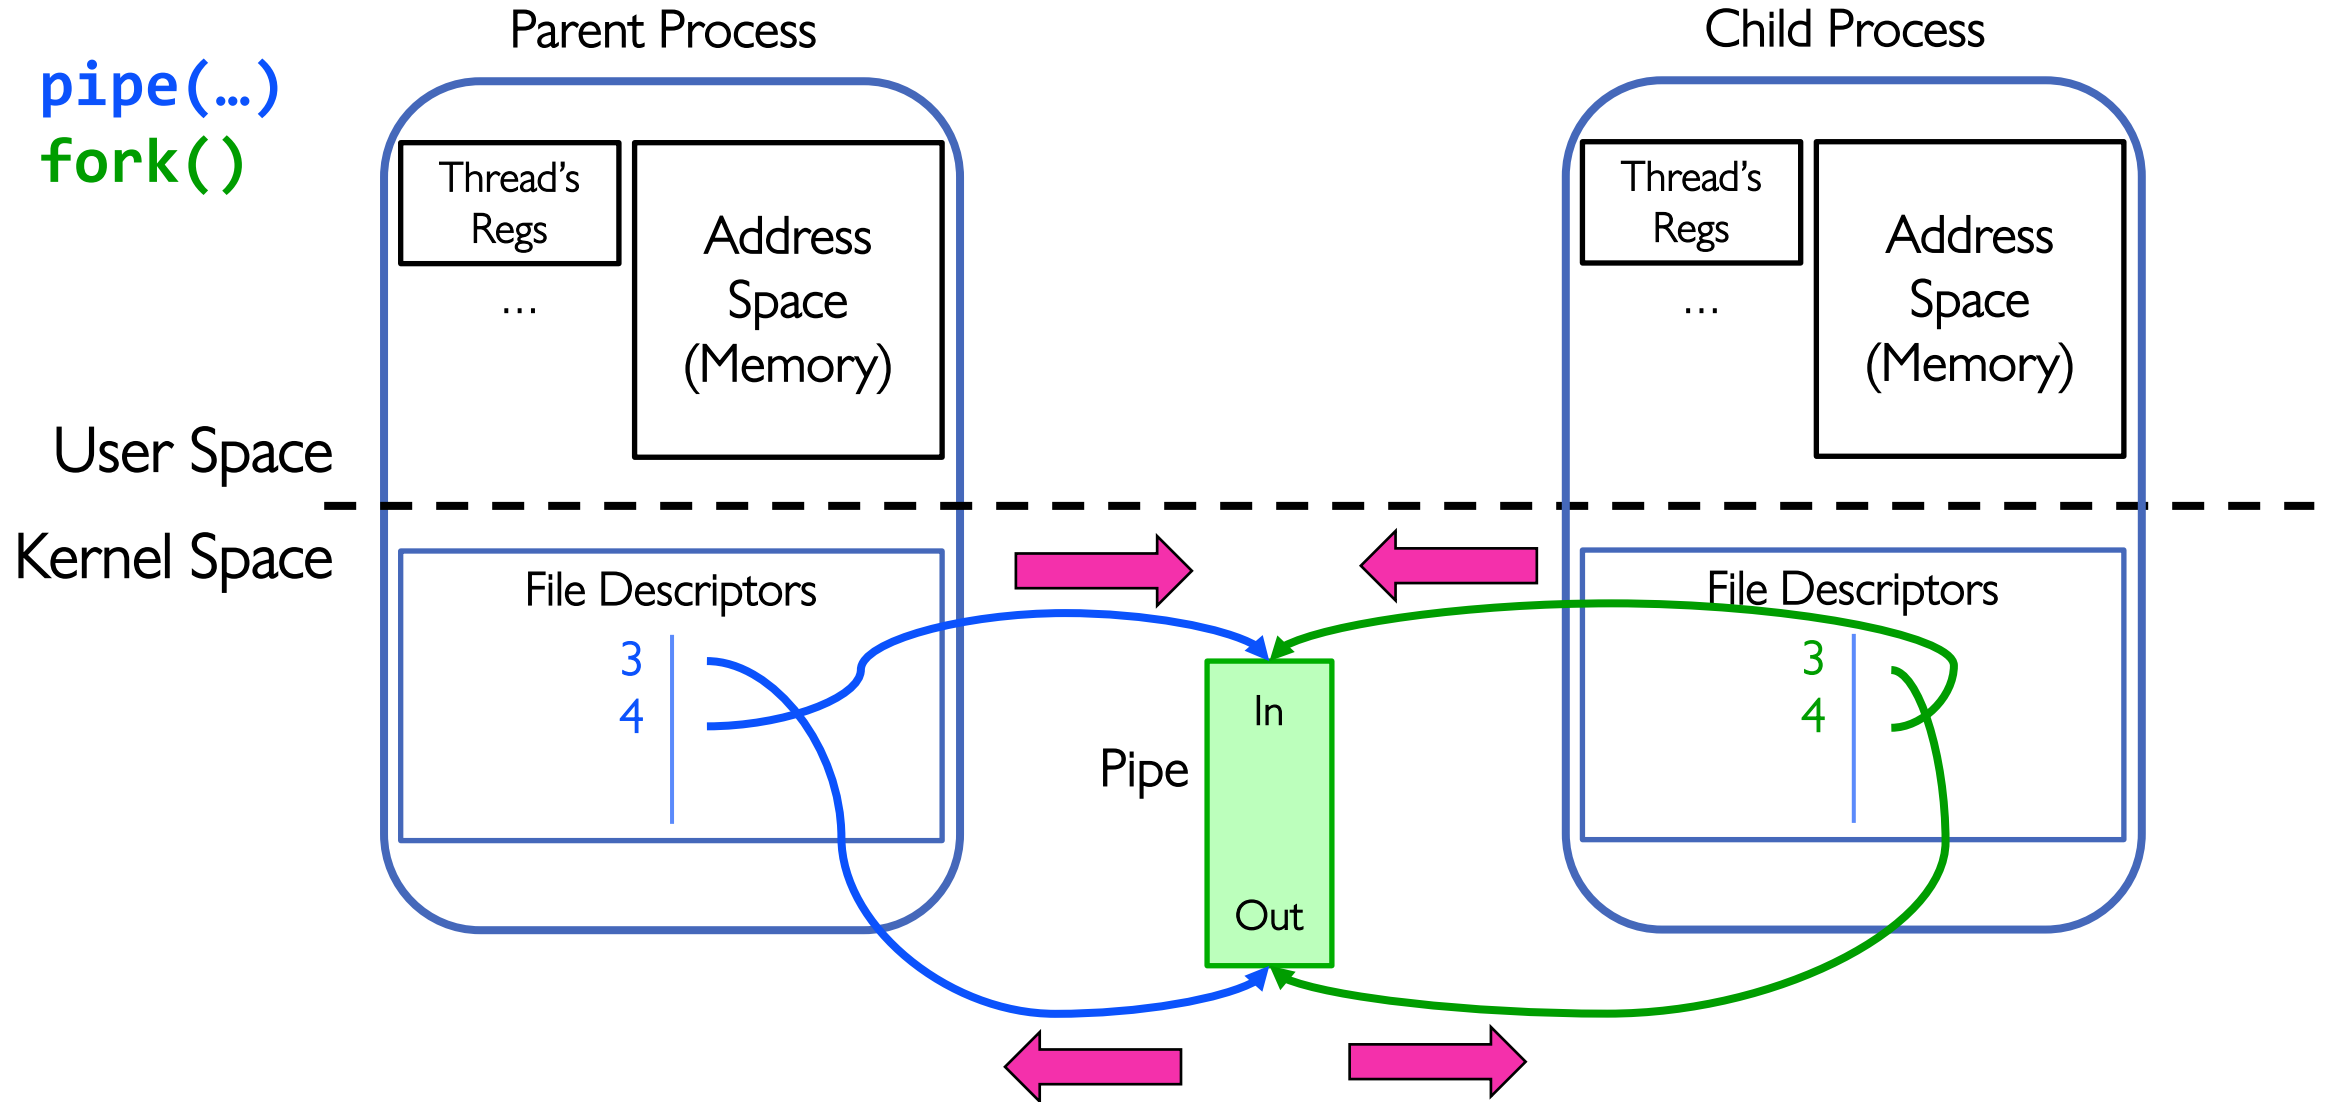 pipe(…)
fork()
Parent Process
Thread's
Regs
…
Address
Space
(Memory)
Child Process
Thread's
Regs
…
Address
Space
(Memory)
User Space
Kernel Space
File Descriptors
3
4
Pipe
In
Out
File Descriptors
3
4